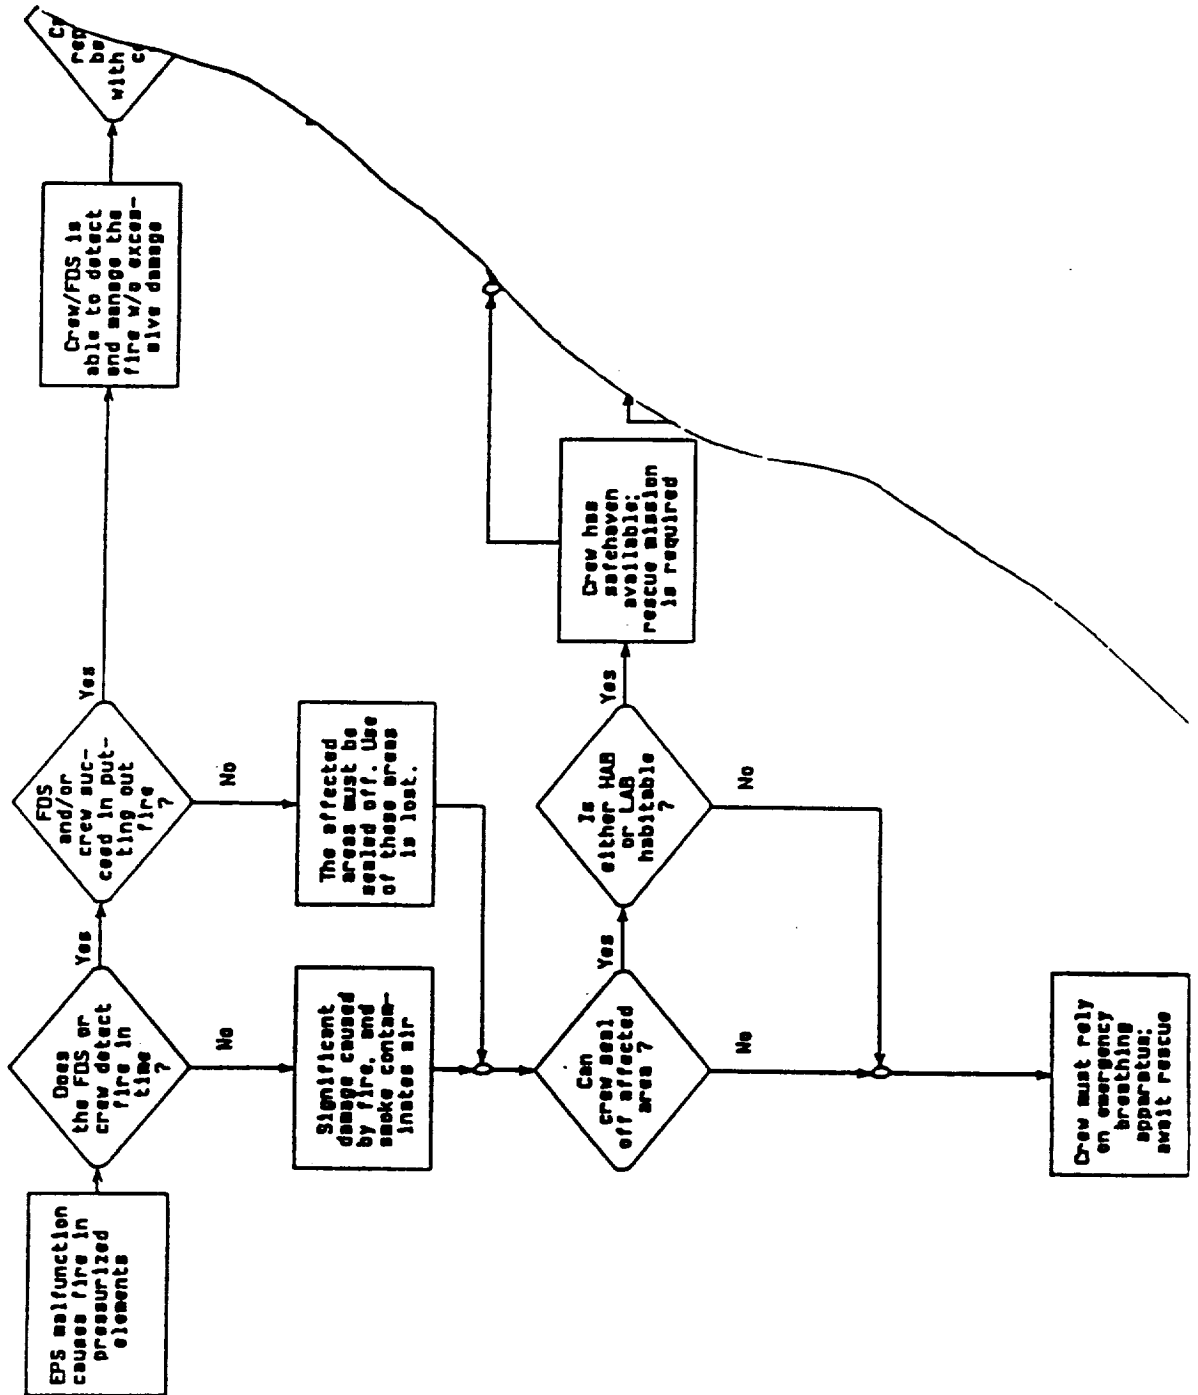 EPS malfunction
causes fire in
pressurized
elements
Does
the FDS or
crew detect
fire in
time
?
Yes
No
FDS
and/or
crew suc-
ceed in put-
ting out
fire
?
Yes
No
Crew/FDS is
able to detect
and manage the
fire w/o exces-
sive damage
be
with
Significant
damage caused
by fire, and
smoke contam-
inates air
The affected
areas must be
sealed off. Use
of these areas
is lost.
Can
crew seal
off affected
area ?
Yes
No
Is
either HAB
or LAB
habitable
?
Yes
No
Crew has
safehaven
available;
rescue mission
is required
Crew must rely
on emergency
breathing
apparatus;
await rescue